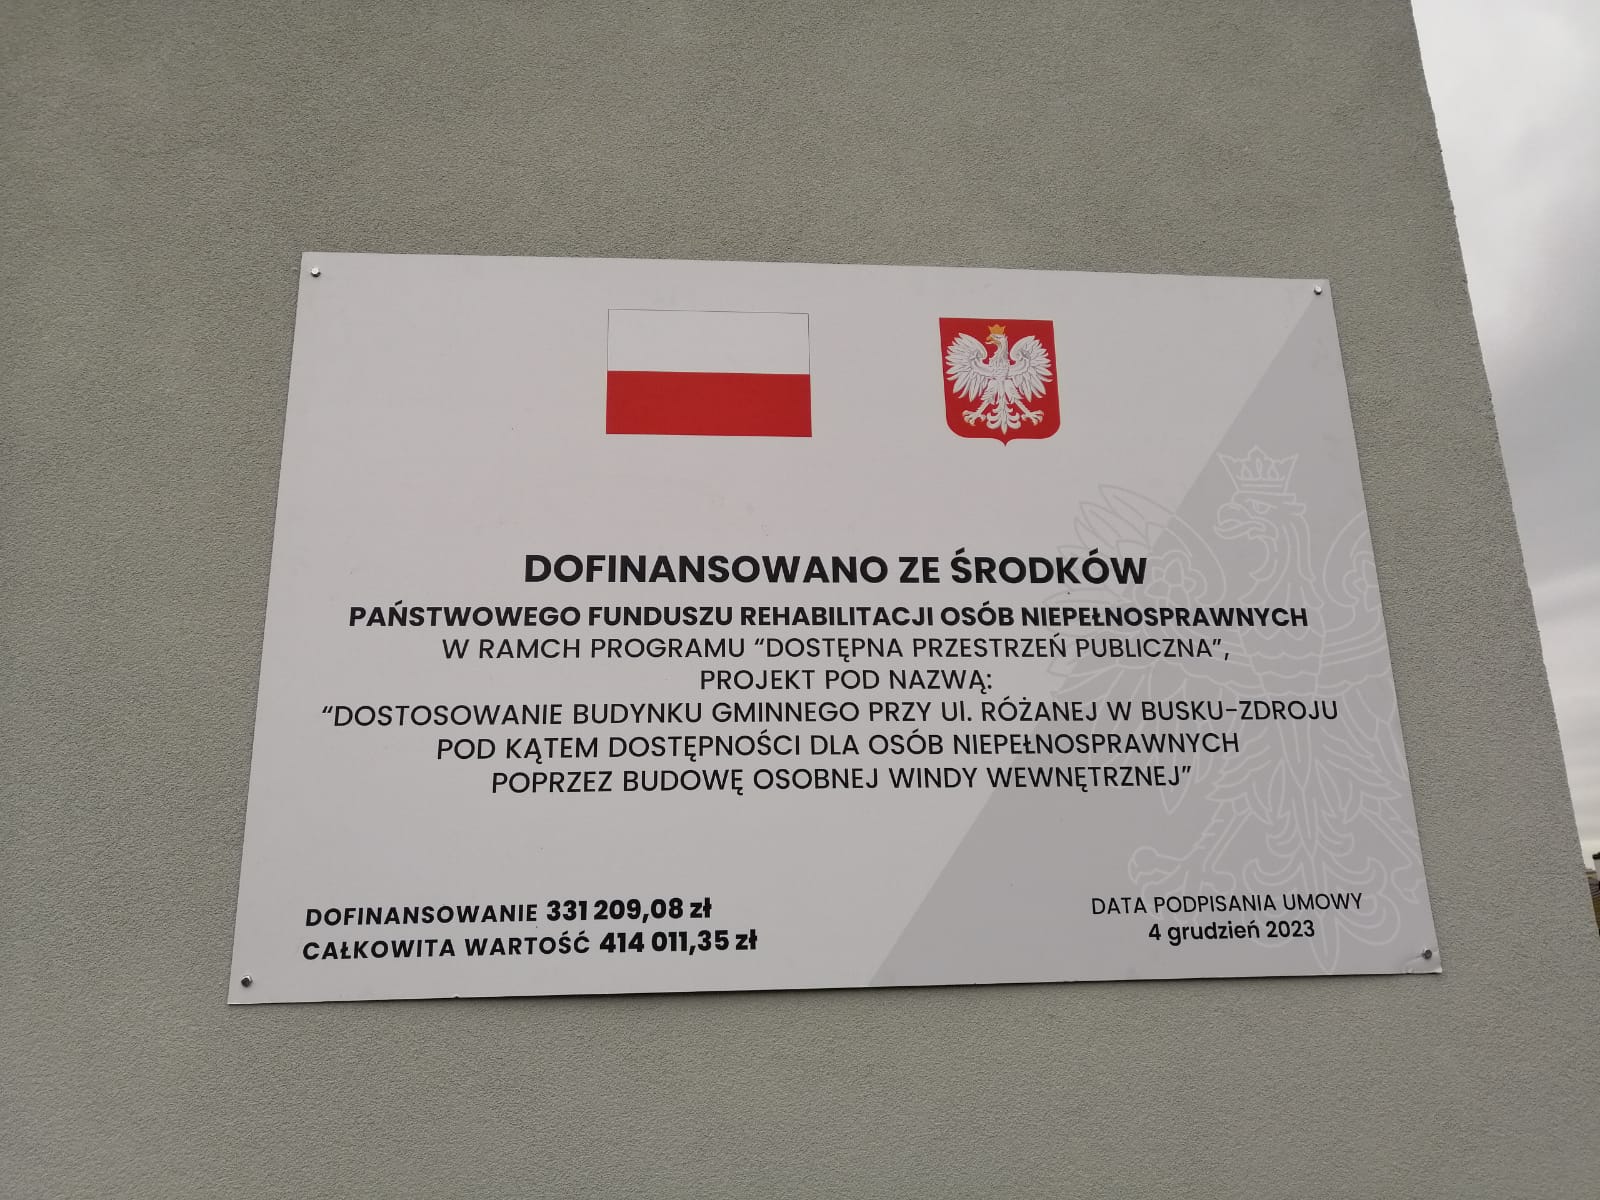 DOFINANSOWANO ZE ŚRODKÓW
PAŃSTWOWEGO FUNDUSZU REHABILITACJI OSÓB NIEPEŁNOSPRAWNYCH
W RAMCH PROGRAMU “DOSTĘPNA PRZESTRZEŃ PUBLICZNA”,
PROJEKT POD NAZWĄ:
“DOSTOSOWANIE BUDYNKU GMINNEGO PRZY Ul. RÓŻANEJ W BUSKU-ZDROJU
POD KĄTEM DOSTĘPNOŚCI DLA OSÓB NIEPEŁNOSPRAWNYCH
POPRZEZ BUDOWĘ OSOBNEJ WINDY WEWNĘTRZNEJ”
DOFINANSOWANIE 331 209,08 zł
CAŁKOWITA WARTOŚĆ 414 011,35 zł
DATA PODPISANIA UMOWY
4 grudzień 2023